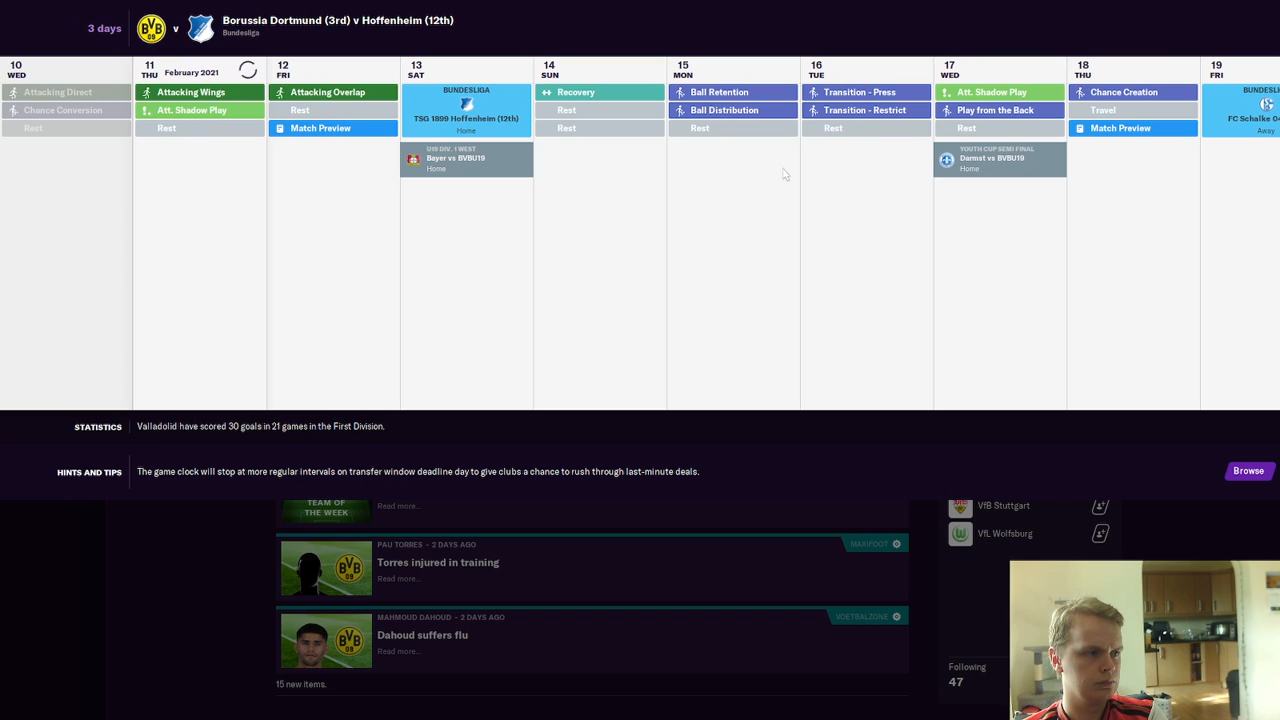 3 days
v
Borussia Dortmund (3rd) v Hoffenheim (12th)
Bundesliga
10
WED
Attacking Direct
Chance Conversion
Rest
11
THU February 2021
Attacking Wings
Att. Shadow Play
Rest
12
FRI
Attacking Overlap
Rest
Match Preview
13
SAT
BUNDESLIGA
TSG 1899 Hoffenheim (12th)
Home
U19 DIV. 1 WEST
Bayer vs BVBU19
Home
14
SUN
Recovery
Rest
Rest
15
MON
Ball Retention
Ball Distribution
Rest
16
TUE
Transition - Press
Transition - Restrict
Rest
17
WED
Att. Shadow Play
Play from the Back
Rest
YOUTH CUP SEMI FINAL
Darmst vs BVBU19
Home
18
THU
Chance Creation
Travel
Match Preview
19
FRI
BUNDESLI
FC Schalke 04
Away
STATISTICS
Valladolid have scored 30 goals in 21 games in the First Division.
HINTS AND TIPS
The game clock will stop at more regular intervals on transfer window deadline day to give clubs a chance to rush through last-minute deals.
Browse
TEAM OF
THE WEEK
Read more...
PAU TORRES - 2 DAYS AGO
MAXIFOOT
Torres injured in training
Read more...
MAHMOUD DAHOUD - 2 DAYS AGO
VOETBALZONE
Dahoud suffers flu
Read more...
15 new items.
VfB Stuttgart
VfL Wolfsburg
Following
47